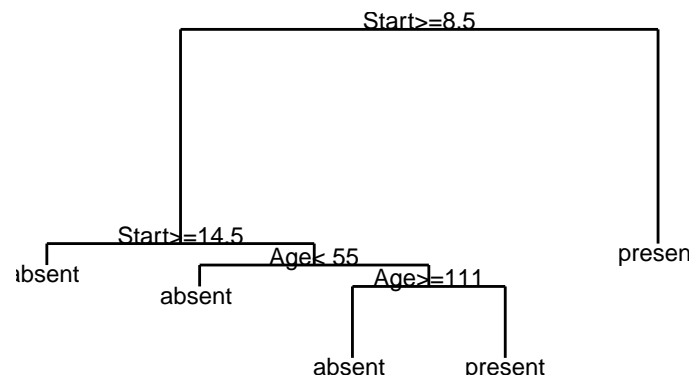 Start>=8.5
Start>=14.5
Age< 55
present
Age>=111
absent
absent
absent
present